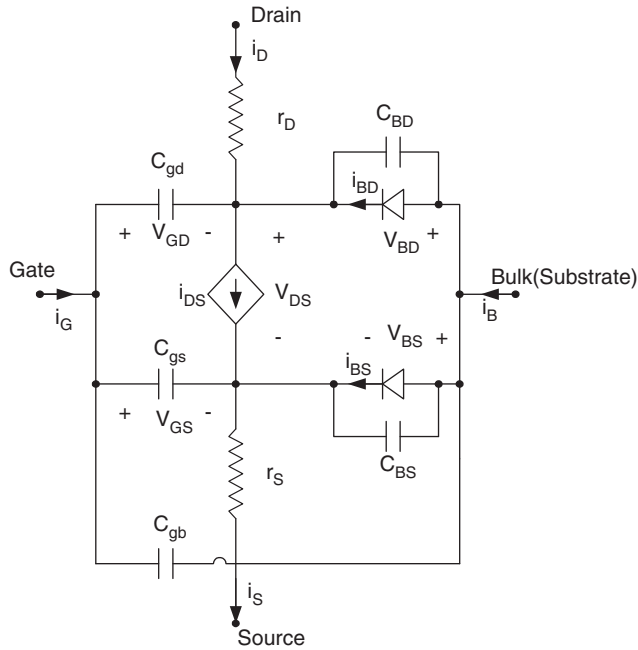 Drain
i_D
r_D
C_BD
C_gd
i_BD
+ V_GD - + V_BD +
Gate
i_G
i_DS V_DS
Bulk(Substrate)
i_B
- - V_BS +
C_gs
i_BS
+ V_GS -
r_S
C_BS
C_gb
i_S
Source